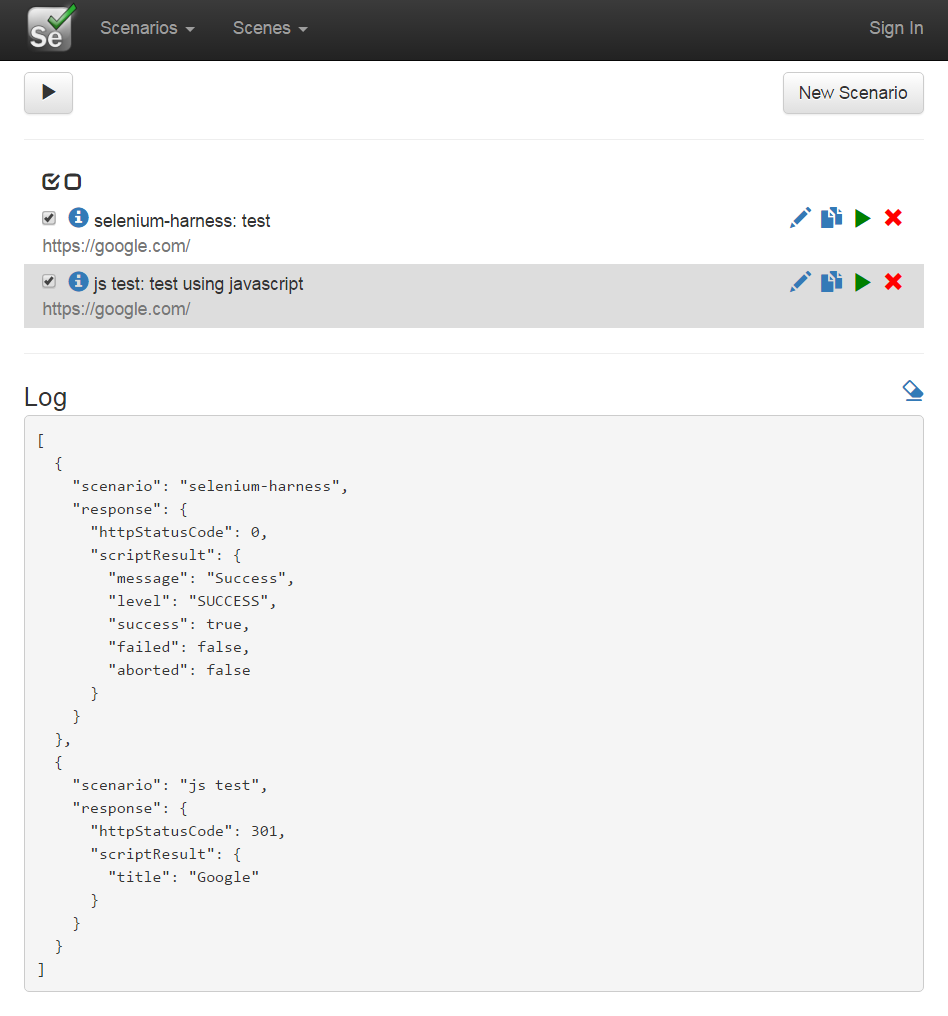 Se
Scenarios
Scenes
Sign In
New Scenario
selenium-harness: test
https://google.com/
js test: test using javascript
https://google.com/
Log
[
  {
    "scenario": "selenium-harness",
    "response": {
      "httpStatusCode": 0,
      "scriptResult": {
        "message": "Success",
        "level": "SUCCESS",
        "success": true,
        "failed": false,
        "aborted": false
      }
    }
  },
  {
    "scenario": "js test",
    "response": {
      "httpStatusCode": 301,
      "scriptResult": {
        "title": "Google"
      }
    }
  }
]